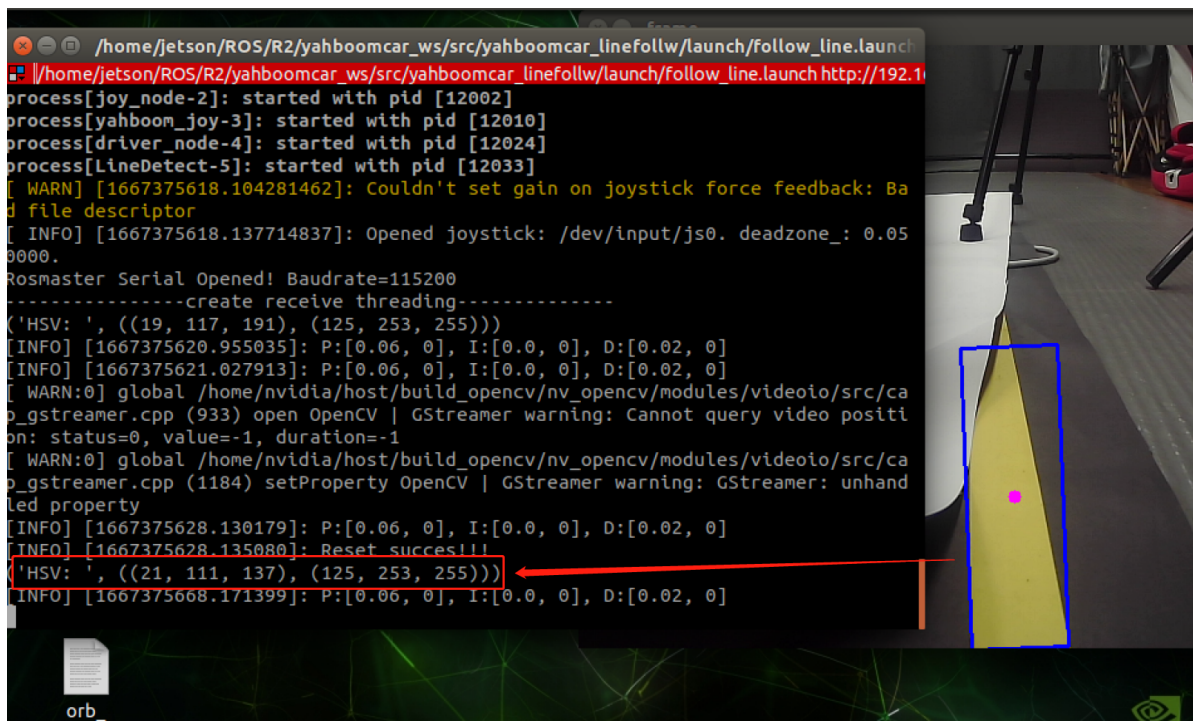 frame
/home/jetson/ROS/R2/yahboomcar_ws/src/yahboomcar_linefollw/launch/follow_line.launch
/home/jetson/ROS/R2/yahboomcar_ws/src/yahboomcar_linefollw/launch/follow_line.launch http://192.1
process[joy_node-2]: started with pid [12002]
process[yahboom_joy-3]: started with pid [12010]
process[driver_node-4]: started with pid [12024]
process[LineDetect-5]: started with pid [12033]
[ WARN] [1667375618.104281462]: Couldn't set gain on joystick force feedback: Ba
d file descriptor
[ INFO] [1667375618.137714837]: Opened joystick: /dev/input/js0. deadzone_: 0.05
0000.
Rosmaster Serial Opened! Baudrate=115200
----------------create receive threading--------------
('HSV: ', ((19, 117, 191), (125, 253, 255)))
[INFO] [1667375620.955035]: P:[0.06, 0], I:[0.0, 0], D:[0.02, 0]
[INFO] [1667375621.027913]: P:[0.06, 0], I:[0.0, 0], D:[0.02, 0]
[ WARN:0] global /home/nvidia/host/build_opencv/nv_opencv/modules/videoio/src/ca
p_gstreamer.cpp (933) open OpenCV | GStreamer warning: Cannot query video positi
on: status=0, value=-1, duration=-1
[ WARN:0] global /home/nvidia/host/build_opencv/nv_opencv/modules/videoio/src/ca
p_gstreamer.cpp (1184) setProperty OpenCV | GStreamer warning: GStreamer: unhand
led property
[INFO] [1667375628.130179]: P:[0.06, 0], I:[0.0, 0], D:[0.02, 0]
[INFO] [1667375628.135080]: Reset succes!!!
('HSV: ', ((21, 111, 137), (125, 253, 255)))
[INFO] [1667375668.171399]: P:[0.06, 0], I:[0.0, 0], D:[0.02, 0]
orb_